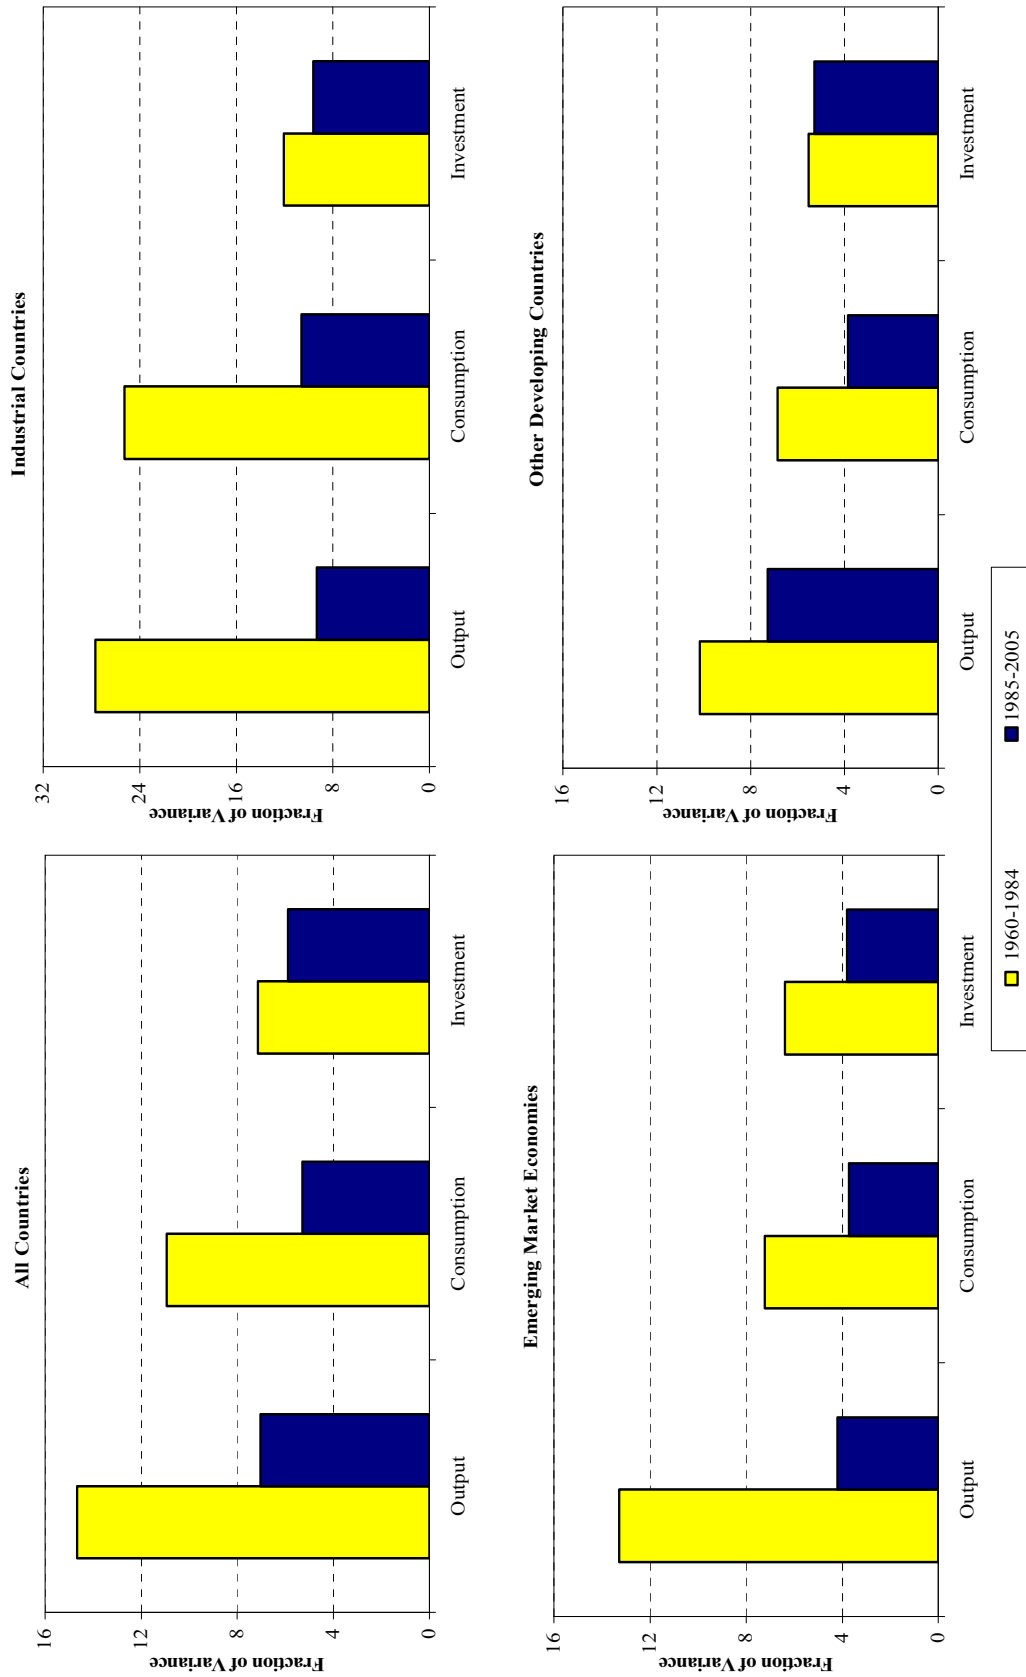 All Countries
Fraction of Variance
16
12
8
4
0
Output
Consumption
Investment
Industrial Countries
Fraction of Variance
32
24
16
8
0
Output
Consumption
Investment
Emerging Market Economies
Fraction of Variance
16
12
8
4
0
Output
Consumption
Investment
Other Developing Countries
Fraction of Variance
16
12
8
4
0
Output
Consumption
Investment
1960-1984
1985-2005